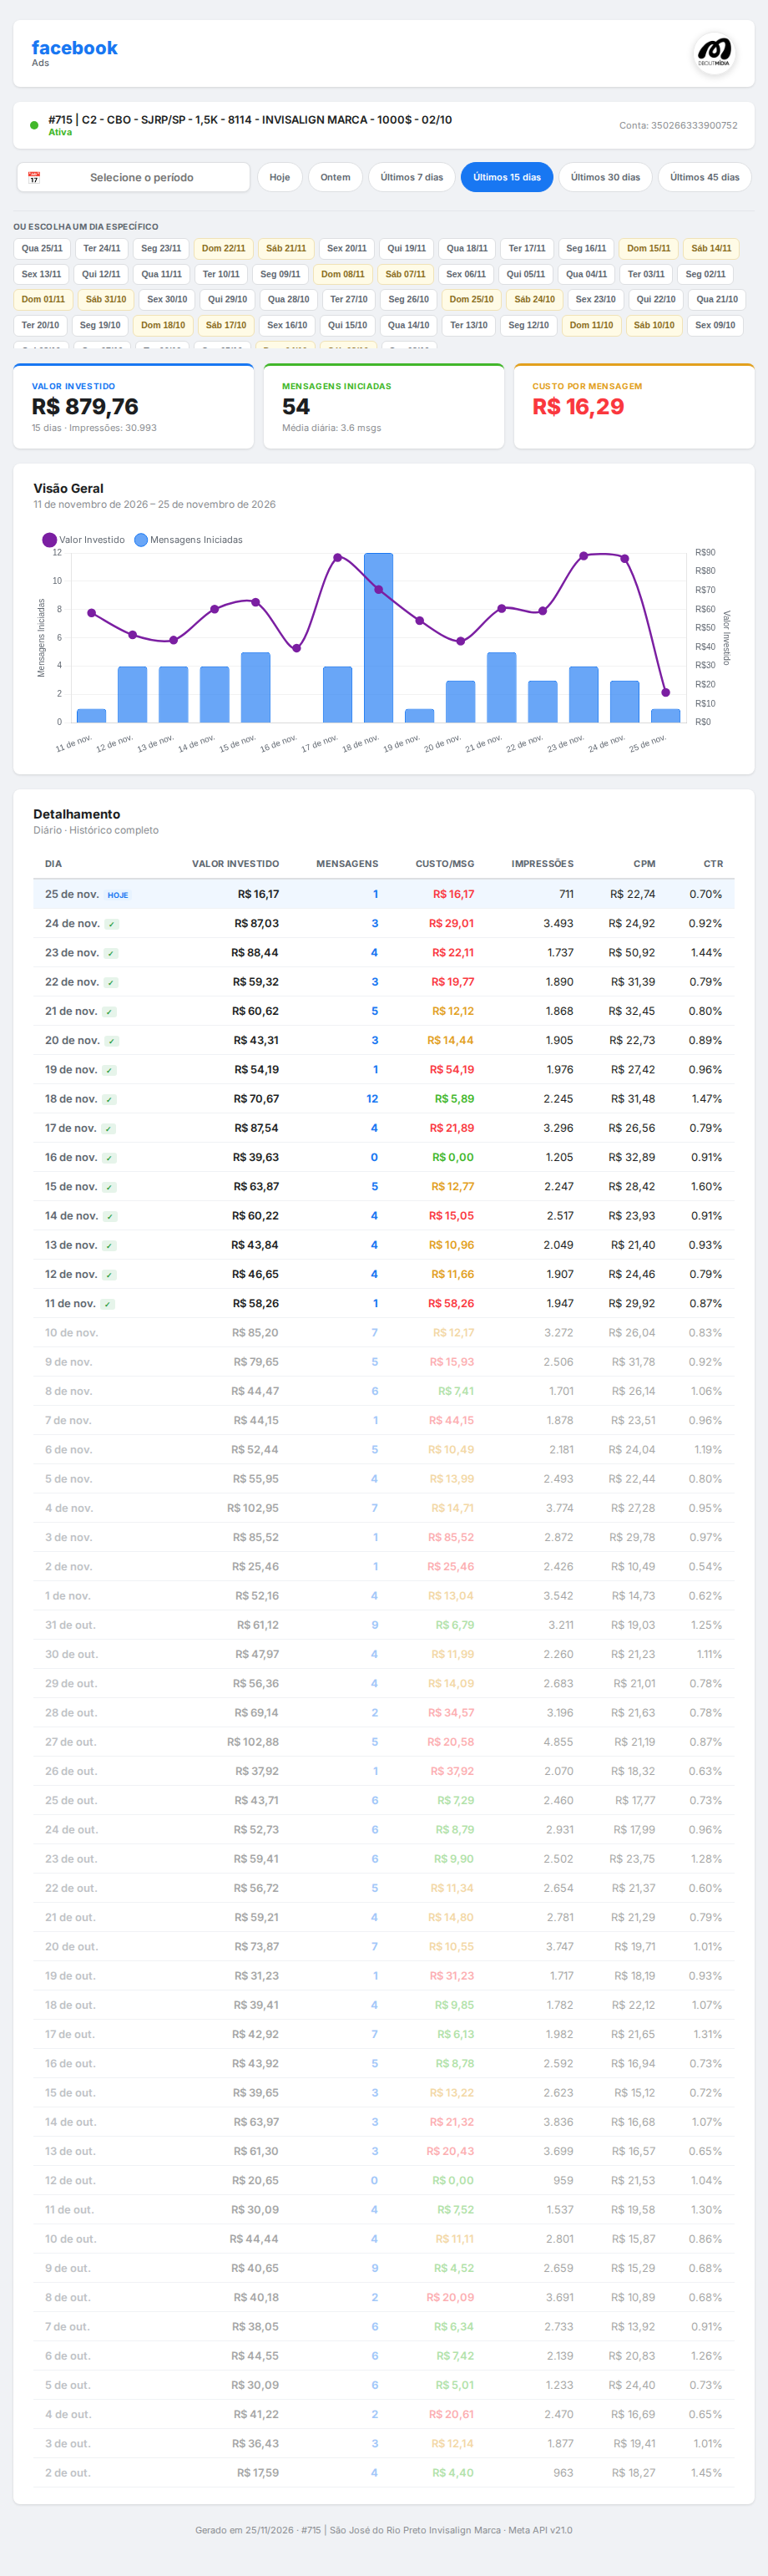 facebook
Ads
DEOUTMÍDIA
#715 | C2 - CBO - SJRP/SP - 1,5K - 8114 - INVISALIGN MARCA - 1000$ - 02/10
Ativa
Conta: 350266333900752
Selecione o período
Hoje
Ontem
Últimos 7 dias
Últimos 15 dias
Últimos 30 dias
Últimos 45 dias
OU ESCOLHA UM DIA ESPECÍFICO
Qua 25/11 Ter 24/11 Seg 23/11 Dom 22/11 Sáb 21/11 Sex 20/11 Qui 19/11 Qua 18/11 Ter 17/11 Seg 16/11 Dom 15/11 Sáb 14/11
Sex 13/11 Qui 12/11 Qua 11/11 Ter 10/11 Seg 09/11 Dom 08/11 Sáb 07/11 Sex 06/11 Qui 05/11 Qua 04/11 Ter 03/11 Seg 02/11
Dom 01/11 Sáb 31/10 Sex 30/10 Qui 29/10 Qua 28/10 Ter 27/10 Seg 26/10 Dom 25/10 Sáb 24/10 Sex 23/10 Qui 22/10 Qua 21/10
Ter 20/10 Seg 19/10 Dom 18/10 Sáb 17/10 Sex 16/10 Qui 15/10 Qua 14/10 Ter 13/10 Seg 12/10 Dom 11/10 Sáb 10/10 Sex 09/10
VALOR INVESTIDO
R$ 879,76
15 dias · Impressões: 30.993
MENSAGENS INICIADAS
54
Média diária: 3.6 msgs
CUSTO POR MENSAGEM
R$ 16,29
Visão Geral
11 de novembro de 2026 – 25 de novembro de 2026
Valor Investido Mensagens Iniciadas
Mensagens Iniciadas
12
10
8
6
4
2
0
R$90
R$80
R$70
R$60
R$50
R$40
R$30
R$20
R$10
R$0
Valor Investido
11 de nov. 12 de nov. 13 de nov. 14 de nov. 15 de nov. 16 de nov. 17 de nov. 18 de nov. 19 de nov. 20 de nov. 21 de nov. 22 de nov. 23 de nov. 24 de nov. 25 de nov.
Detalhamento
Diário · Histórico completo
DIA VALOR INVESTIDO MENSAGENS CUSTO/MSG IMPRESSÕES CPM CTR
25 de nov. HOJE R$ 16,17 1 R$ 16,17 711 R$ 22,74 0.70%
24 de nov. ✓ R$ 87,03 3 R$ 29,01 3.493 R$ 24,92 0.92%
23 de nov. ✓ R$ 88,44 4 R$ 22,11 1.737 R$ 50,92 1.44%
22 de nov. ✓ R$ 59,32 3 R$ 19,77 1.890 R$ 31,39 0.79%
21 de nov. ✓ R$ 60,62 5 R$ 12,12 1.868 R$ 32,45 0.80%
20 de nov. ✓ R$ 43,31 3 R$ 14,44 1.905 R$ 22,73 0.89%
19 de nov. ✓ R$ 54,19 1 R$ 54,19 1.976 R$ 27,42 0.96%
18 de nov. ✓ R$ 70,67 12 R$ 5,89 2.245 R$ 31,48 1.47%
17 de nov. ✓ R$ 87,54 4 R$ 21,89 3.296 R$ 26,56 0.79%
16 de nov. ✓ R$ 39,63 0 R$ 0,00 1.205 R$ 32,89 0.91%
15 de nov. ✓ R$ 63,87 5 R$ 12,77 2.247 R$ 28,42 1.60%
14 de nov. ✓ R$ 60,22 4 R$ 15,05 2.517 R$ 23,93 0.91%
13 de nov. ✓ R$ 43,84 4 R$ 10,96 2.049 R$ 21,40 0.93%
12 de nov. ✓ R$ 46,65 4 R$ 11,66 1.907 R$ 24,46 0.79%
11 de nov. ✓ R$ 58,26 1 R$ 58,26 1.947 R$ 29,92 0.87%
10 de nov. R$ 85,20 7 R$ 12,17 3.272 R$ 26,04 0.83%
9 de nov. R$ 79,65 5 R$ 15,93 2.506 R$ 31,78 0.92%
8 de nov. R$ 44,47 6 R$ 7,41 1.701 R$ 26,14 1.06%
7 de nov. R$ 44,15 1 R$ 44,15 1.878 R$ 23,51 0.96%
6 de nov. R$ 52,44 5 R$ 10,49 2.181 R$ 24,04 1.19%
5 de nov. R$ 55,95 4 R$ 13,99 2.493 R$ 22,44 0.80%
4 de nov. R$ 102,95 7 R$ 14,71 3.774 R$ 27,28 0.95%
3 de nov. R$ 85,52 1 R$ 85,52 2.872 R$ 29,78 0.97%
2 de nov. R$ 25,46 1 R$ 25,46 2.426 R$ 10,49 0.54%
1 de nov. R$ 52,16 4 R$ 13,04 3.542 R$ 14,73 0.62%
31 de out. R$ 61,12 9 R$ 6,79 3.211 R$ 19,03 1.25%
30 de out. R$ 47,97 4 R$ 11,99 2.260 R$ 21,23 1.11%
29 de out. R$ 56,36 4 R$ 14,09 2.683 R$ 21,01 0.78%
28 de out. R$ 69,14 2 R$ 34,57 3.196 R$ 21,63 0.78%
27 de out. R$ 102,88 5 R$ 20,58 4.855 R$ 21,19 0.87%
26 de out. R$ 37,92 1 R$ 37,92 2.070 R$ 18,32 0.63%
25 de out. R$ 43,71 6 R$ 7,29 2.460 R$ 17,77 0.73%
24 de out. R$ 52,73 6 R$ 8,79 2.931 R$ 17,99 0.96%
23 de out. R$ 59,41 6 R$ 9,90 2.502 R$ 23,75 1.28%
22 de out. R$ 56,72 5 R$ 11,34 2.654 R$ 21,37 0.60%
21 de out. R$ 59,21 4 R$ 14,80 2.781 R$ 21,29 0.79%
20 de out. R$ 73,87 7 R$ 10,55 3.747 R$ 19,71 1.01%
19 de out. R$ 31,23 1 R$ 31,23 1.717 R$ 18,19 0.93%
18 de out. R$ 39,41 4 R$ 9,85 1.782 R$ 22,12 1.07%
17 de out. R$ 42,92 7 R$ 6,13 1.982 R$ 21,65 1.31%
16 de out. R$ 43,92 5 R$ 8,78 2.592 R$ 16,94 0.73%
15 de out. R$ 39,65 3 R$ 13,22 2.623 R$ 15,12 0.72%
14 de out. R$ 63,97 3 R$ 21,32 3.836 R$ 16,68 1.07%
13 de out. R$ 61,30 3 R$ 20,43 3.699 R$ 16,57 0.65%
12 de out. R$ 20,65 0 R$ 0,00 959 R$ 21,53 1.04%
11 de out. R$ 30,09 4 R$ 7,52 1.537 R$ 19,58 1.30%
10 de out. R$ 44,44 4 R$ 11,11 2.801 R$ 15,87 0.86%
9 de out. R$ 40,65 9 R$ 4,52 2.659 R$ 15,29 0.68%
8 de out. R$ 40,18 2 R$ 20,09 3.691 R$ 10,89 0.68%
7 de out. R$ 38,05 6 R$ 6,34 2.733 R$ 13,92 0.91%
6 de out. R$ 44,55 6 R$ 7,42 2.139 R$ 20,83 1.26%
5 de out. R$ 30,09 6 R$ 5,01 1.233 R$ 24,40 0.73%
4 de out. R$ 41,22 2 R$ 20,61 2.470 R$ 16,69 0.65%
3 de out. R$ 36,43 3 R$ 12,14 1.877 R$ 19,41 1.01%
2 de out. R$ 17,59 4 R$ 4,40 963 R$ 18,27 1.45%
Gerado em 25/11/2026 · #715 | São José do Rio Preto Invisalign Marca · Meta API v21.0